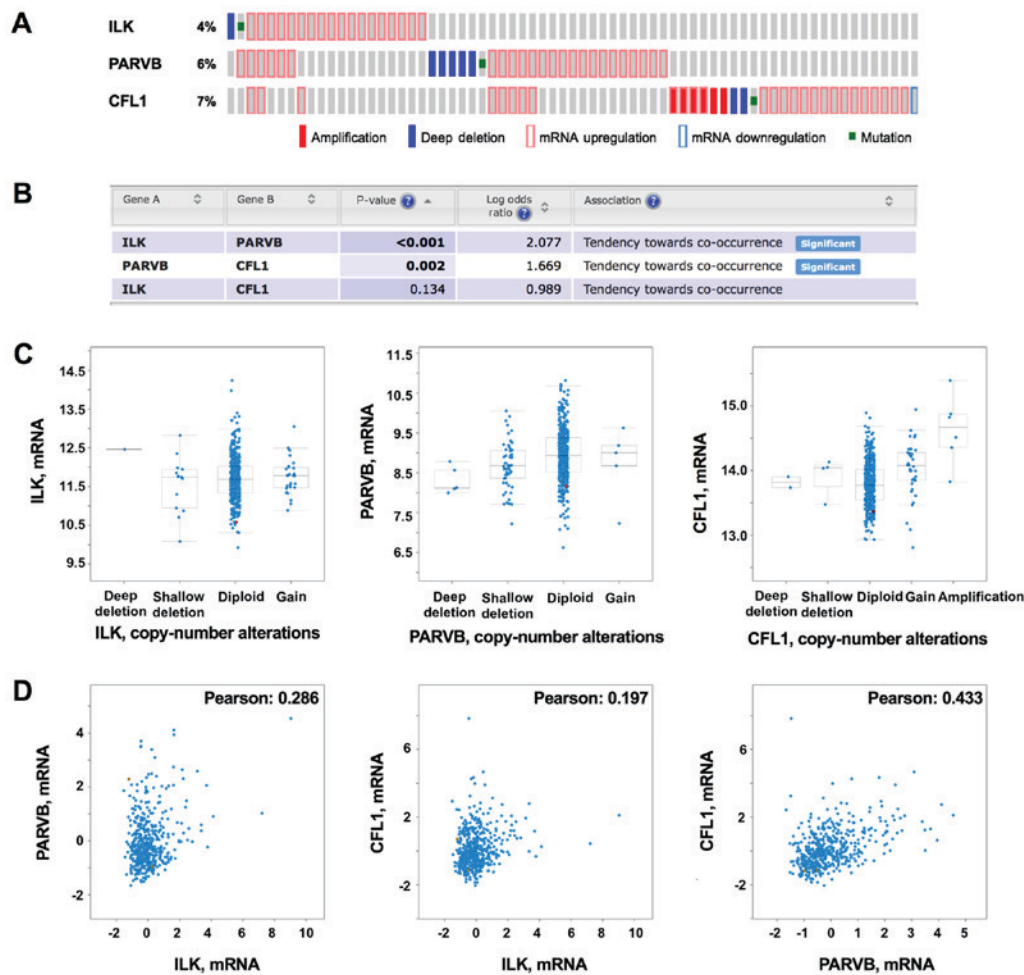 A
ILK 4%
PARVB 6%
CFL1 7%
Amplification Deep deletion mRNA upregulation mRNA downregulation Mutation
B
Gene A Gene B P-value ? Log odds ratio ? Association ?
ILK PARVB <0.001 2.077 Tendency towards co-occurrence Significant
PARVB CFL1 0.002 1.669 Tendency towards co-occurrence Significant
ILK CFL1 0.134 0.989 Tendency towards co-occurrence
C
ILK, mRNA
14.5
13.5
12.5
11.5
10.5
9.5
Deep deletion Shallow deletion Diploid Gain
ILK, copy-number alterations
PARVB, mRNA
11.5
10.5
9.5
8.5
7.5
6.5
Deep deletion Shallow deletion Diploid Gain
PARVB, copy-number alterations
CFL1, mRNA
15.0
14.0
13.0
Deep deletion Shallow deletion Diploid Gain Amplification
CFL1, copy-number alterations
D
Pearson: 0.286
PARVB, mRNA
4
2
0
-2
-2 0 2 4 6 8 10
ILK, mRNA
Pearson: 0.197
CFL1, mRNA
6
2
-2
-2 0 2 4 6 8 10
ILK, mRNA
Pearson: 0.433
CFL1, mRNA
6
2
-2
-2 -1 0 1 2 3 4 5
PARVB, mRNA